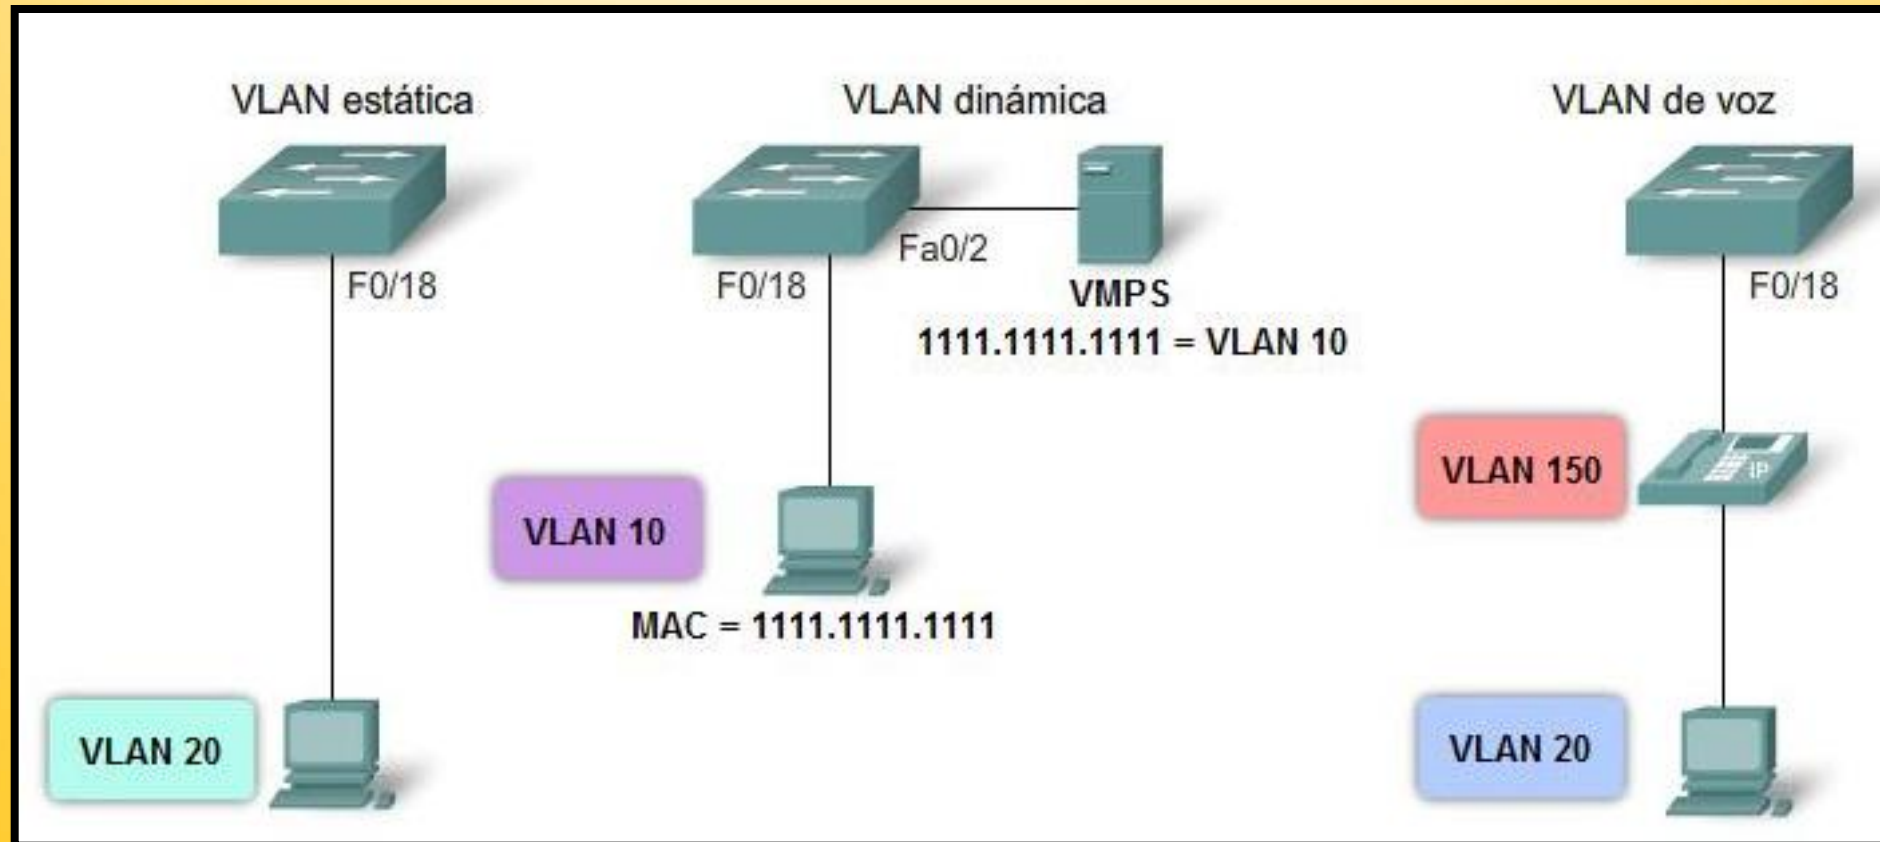 VLAN estática
F0/18
VLAN 20
VLAN dinámica
Fa0/2
F0/18
VMPS
1111.1111.1111 = VLAN 10
VLAN 10
MAC = 1111.1111.1111
VLAN de voz
F0/18
VLAN 150
IP
VLAN 20